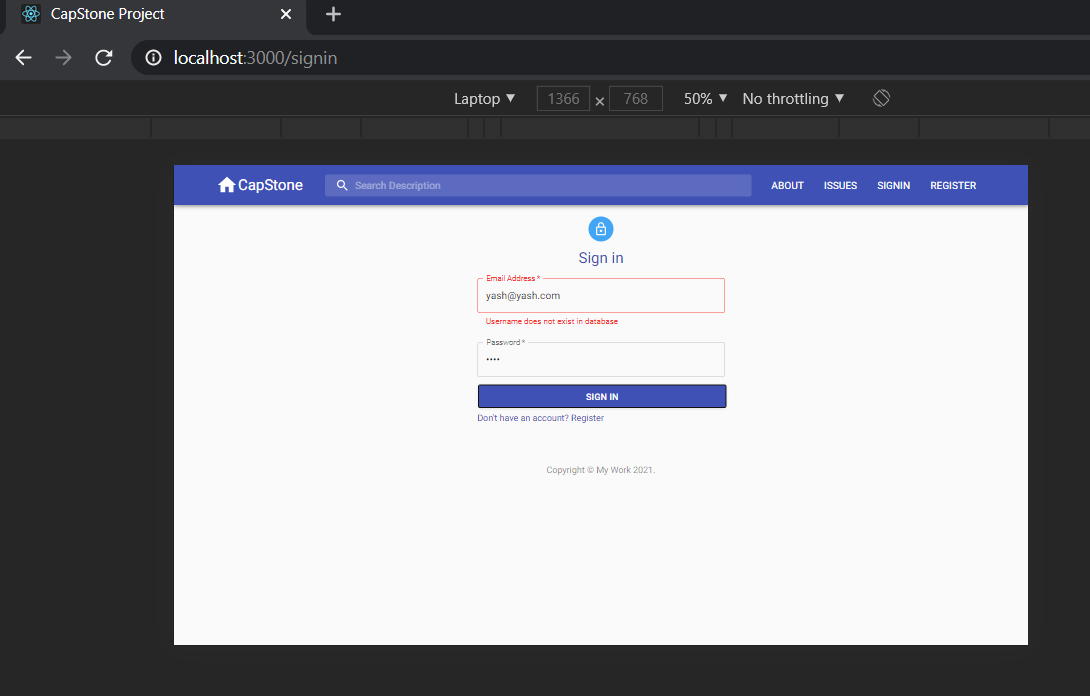 CapStone Project
localhost:3000/signin
Laptop 1366 x 768 50% No throttling
CapStone Search Description ABOUT ISSUES SIGNIN REGISTER
Sign in
Email Address *
yash@yash.com
Username does not exist in database
Password *
SIGN IN
Don't have an account? Register
Copyright © My Work 2021.